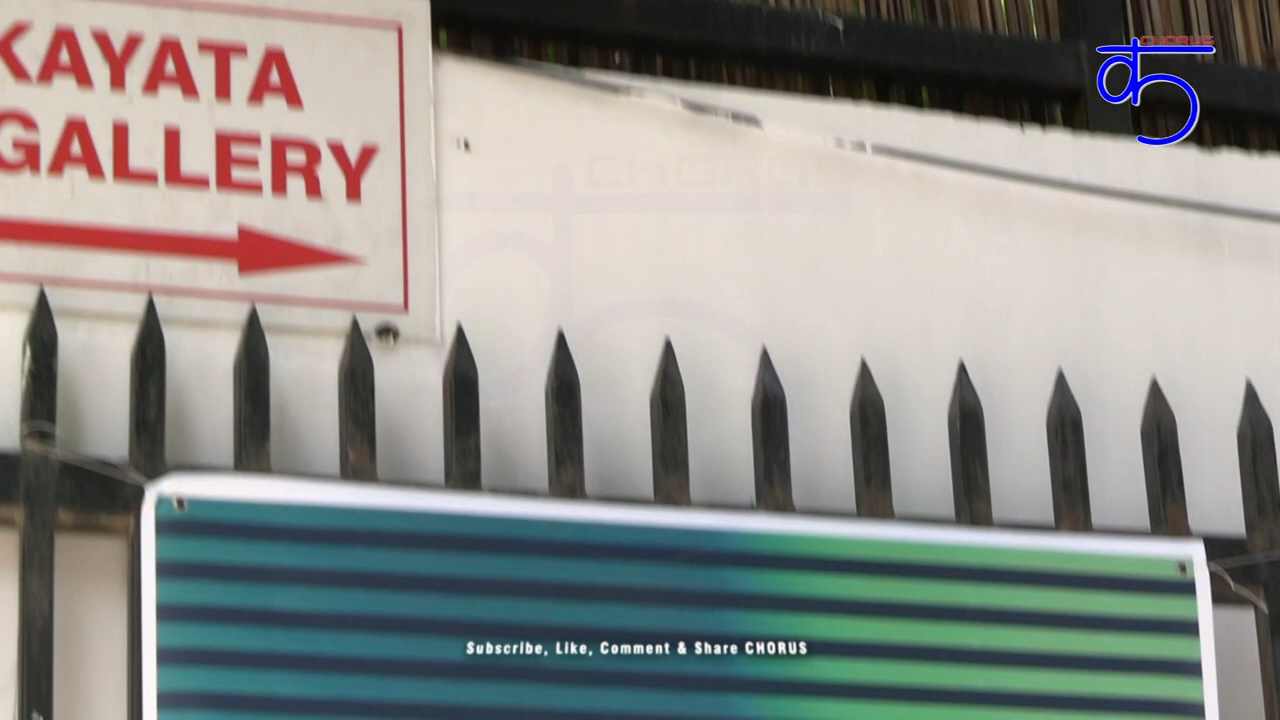 KAYATA
GALLERY
CHORUS
क
Subscribe, Like, Comment & Share CHORUS